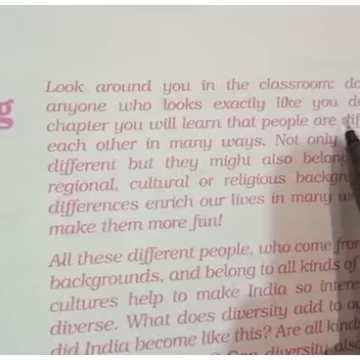 g
Look around you in the classroom: do
anyone who looks exactly like you
chapter you will learn that people are
each other in many ways. Not only
different but they might also belong
regional, cultural or religious
differences enrich our lives in many
make them more fun!
All these different people, who come from
backgrounds, and belong to all kinds of
cultures help to make India so
diverse. What does diversity add to
did India become like this? Are all kinds
diversity